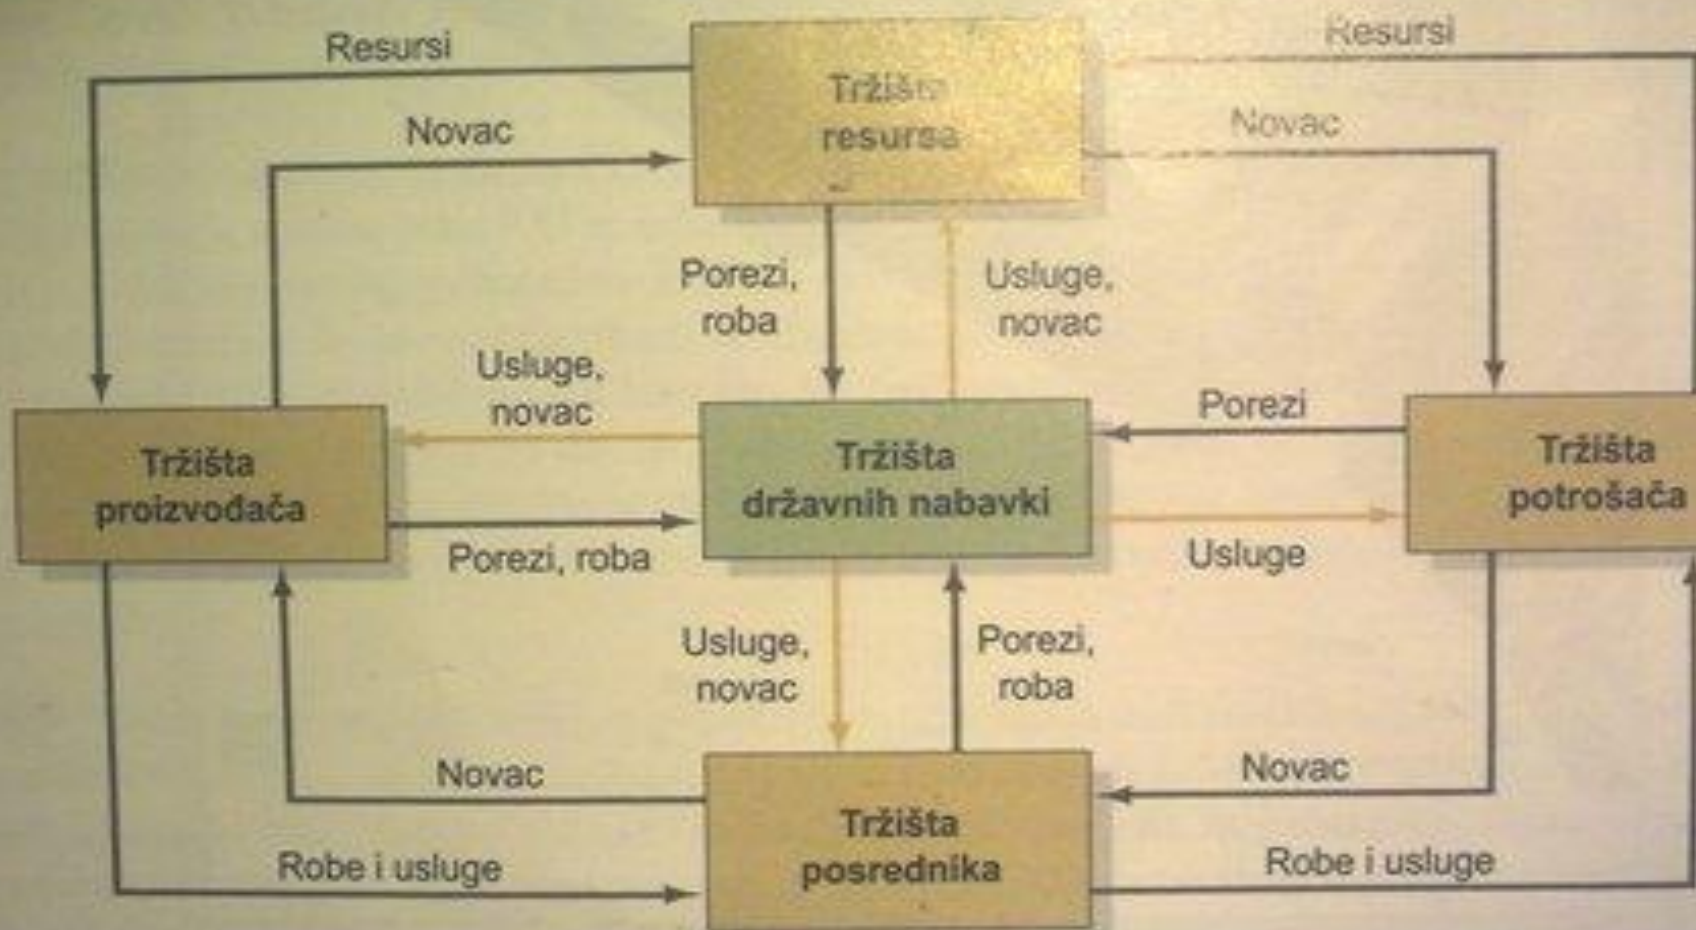 Resursi
Resursi
Tržišta
resursa
Novac
Novac
Porezi,
roba
Usluge,
novac
Usluge,
novac
Porezi
Tržišta
proizvođača
Tržišta
državnih nabavki
Tržišta
potrošača
Porezi, roba
Usluge
Usluge,
novac
Porezi,
roba
Novac
Novac
Tržišta
posrednika
Robe i usluge
Robe i usluge